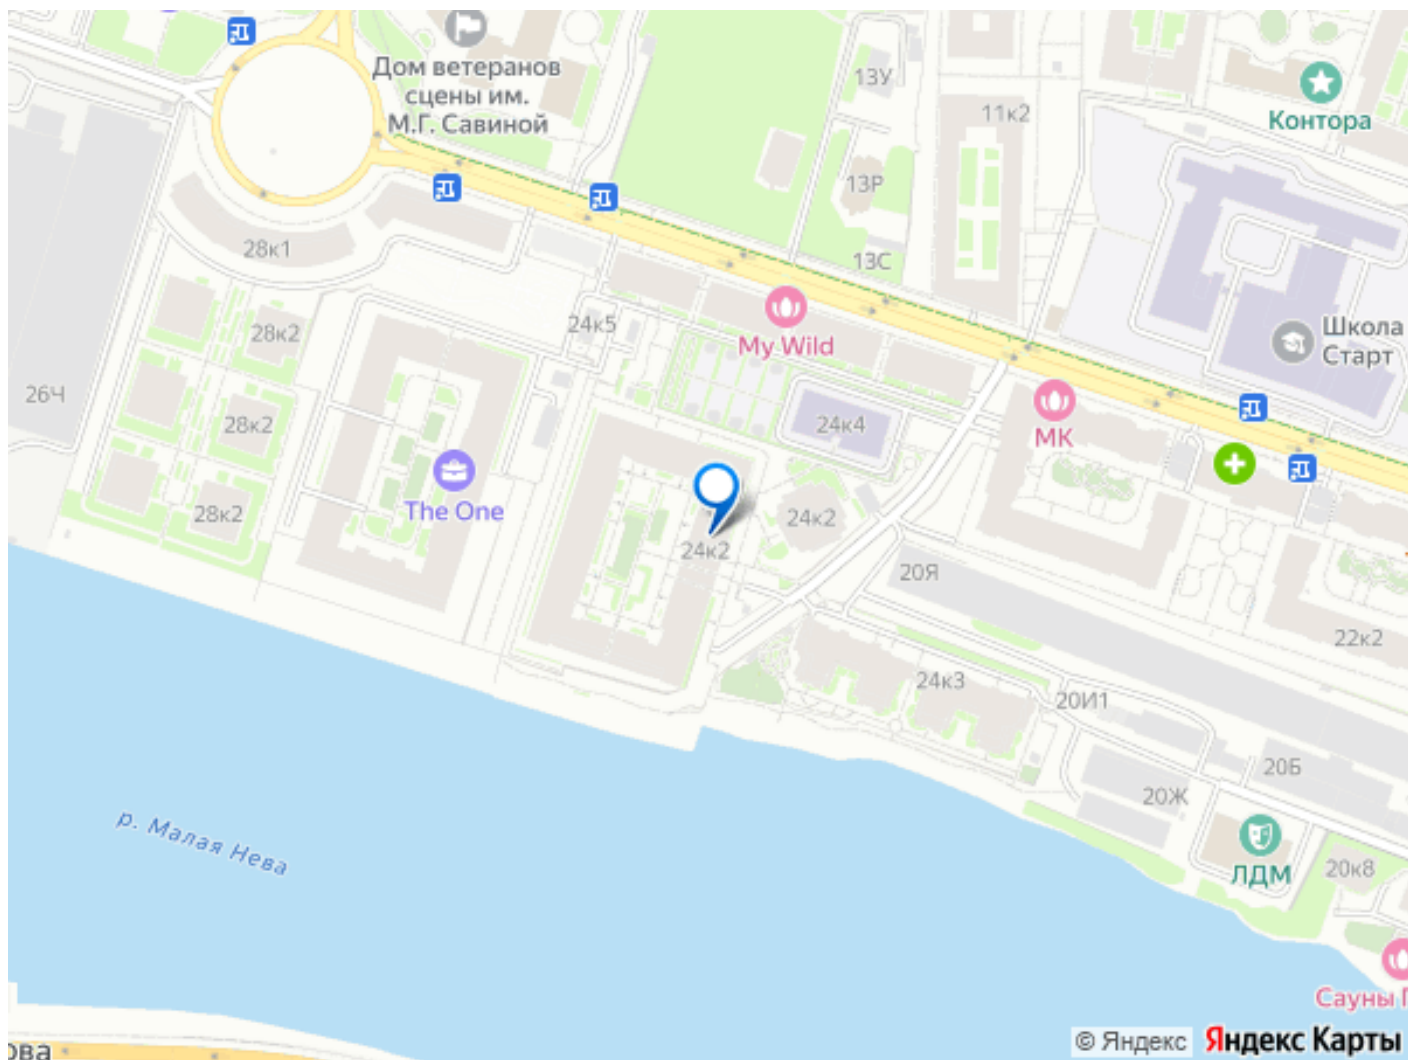 Дом ветеранов
сцены им.
М.Г. Савиной
13У
11к2
Контора
13Р
13С
28к1
28к2
24к5
My Wild
Школа
Старт
26Ч
28к2
24к4
МК
The One
28к2
24к2
24к2
20Я
22к2
24к3
20И1
20Б
20Ж
ЛДМ
20к8
р. Малая Нева
Сауны
ова
© Яндекс
Яндекс Карты